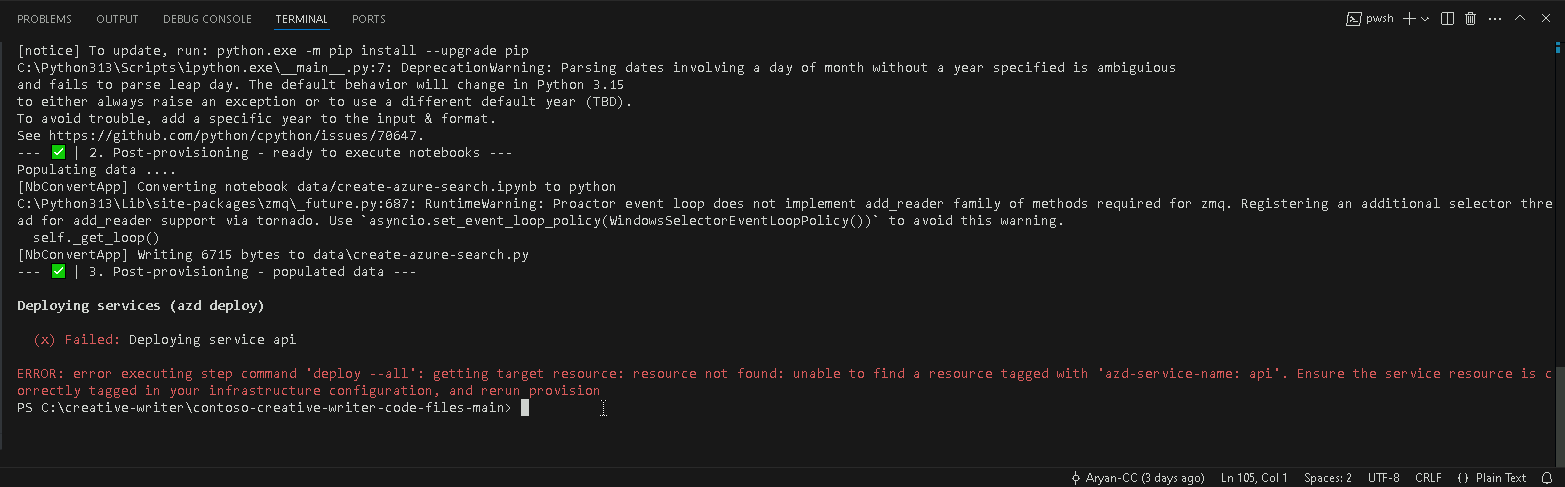 PROBLEMS OUTPUT DEBUG CONSOLE TERMINAL PORTS pwsh
[notice] To update, run: python.exe -m pip install --upgrade pip
C:\Python313\Scripts\ipython.exe\__main__.py:7: DeprecationWarning: Parsing dates involving a day of month without a year specified is ambiguious
and fails to parse leap day. The default behavior will change in Python 3.15
to either always raise an exception or to use a different default year (TBD).
To avoid trouble, add a specific year to the input & format.
See https://github.com/python/cpython/issues/70647.
--- ✅ | 2. Post-provisioning - ready to execute notebooks ---
Populating data ....
[NbConvertApp] Converting notebook data/create-azure-search.ipynb to python
C:\Python313\Lib\site-packages\zmq\_future.py:687: RuntimeWarning: Proactor event loop does not implement add_reader family of methods required for zmq. Registering an additional selector thre
ad for add_reader support via tornado. Use `asyncio.set_event_loop_policy(WindowsSelectorEventLoopPolicy())` to avoid this warning.
  self._get_loop()
[NbConvertApp] Writing 6715 bytes to data\create-azure-search.py
--- ✅ | 3. Post-provisioning - populated data ---
Deploying services (azd deploy)
  (x) Failed: Deploying service api
ERROR: error executing step command 'deploy --all': getting target resource: resource not found: unable to find a resource tagged with 'azd-service-name: api'. Ensure the service resource is c
orrectly tagged in your infrastructure configuration, and rerun provision
PS C:\creative-writer\contoso-creative-writer-code-files-main>
Aryan-CC (3 days ago) Ln 105, Col 1 Spaces: 2 UTF-8 CRLF {} Plain Text